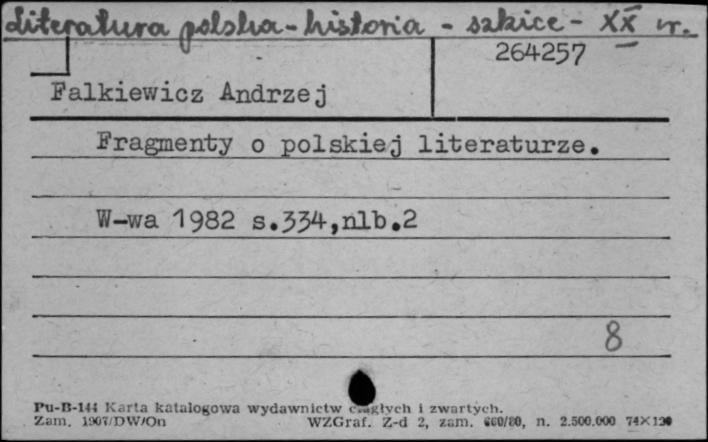 Literatura polska - historia - szkice - XX w.
264257
Falkiewicz Andrzej
Fragmenty o polskiej literaturze.
W-wa 1982 s.334,nlb.2
8
Pu-B-144 Karta katalogowa wydawnictw ciągłych i zwartych.
Zam. 1907/DW/On WZGraf. Z-d 2, zam. 660/80, n. 2.500.000 74×120